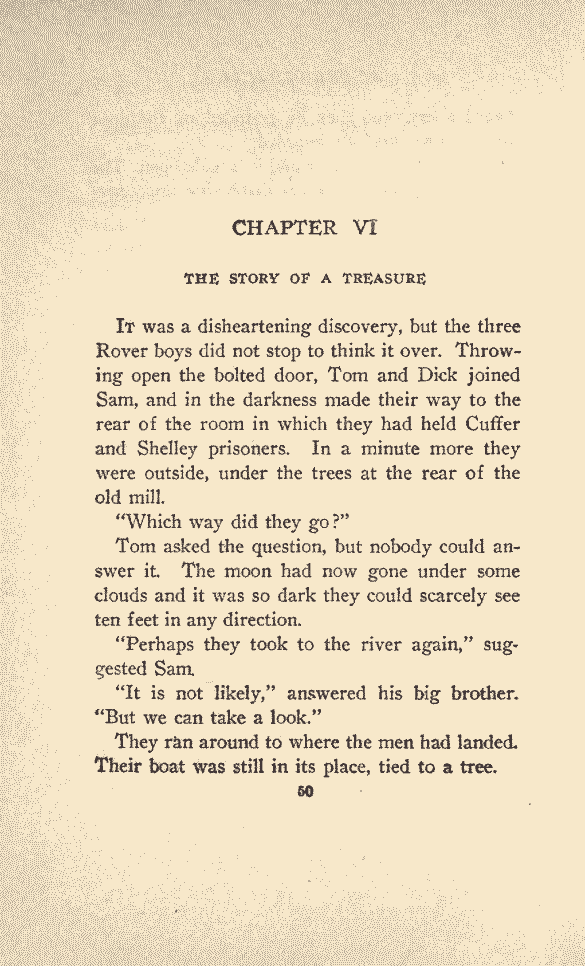 CHAPTER VI
THE STORY OF A TREASURE
IT was a disheartening discovery, but the three
Rover boys did not stop to think it over. Throw-
ing open the bolted door, Tom and Dick joined
Sam, and in the darkness made their way to the
rear of the room in which they had held Cuffer
and Shelley prisoners. In a minute more they
were outside, under the trees at the rear of the
old mill.
"Which way did they go?"
Tom asked the question, but nobody could an-
swer it. The moon had now gone under some
clouds and it was so dark they could scarcely see
ten feet in any direction.
"Perhaps they took to the river again," sug-
gested Sam.
"It is not likely," answered his big brother.
"But we can take a look."
They ran around to where the men had landed.
Their boat was still in its place, tied to a tree.
50